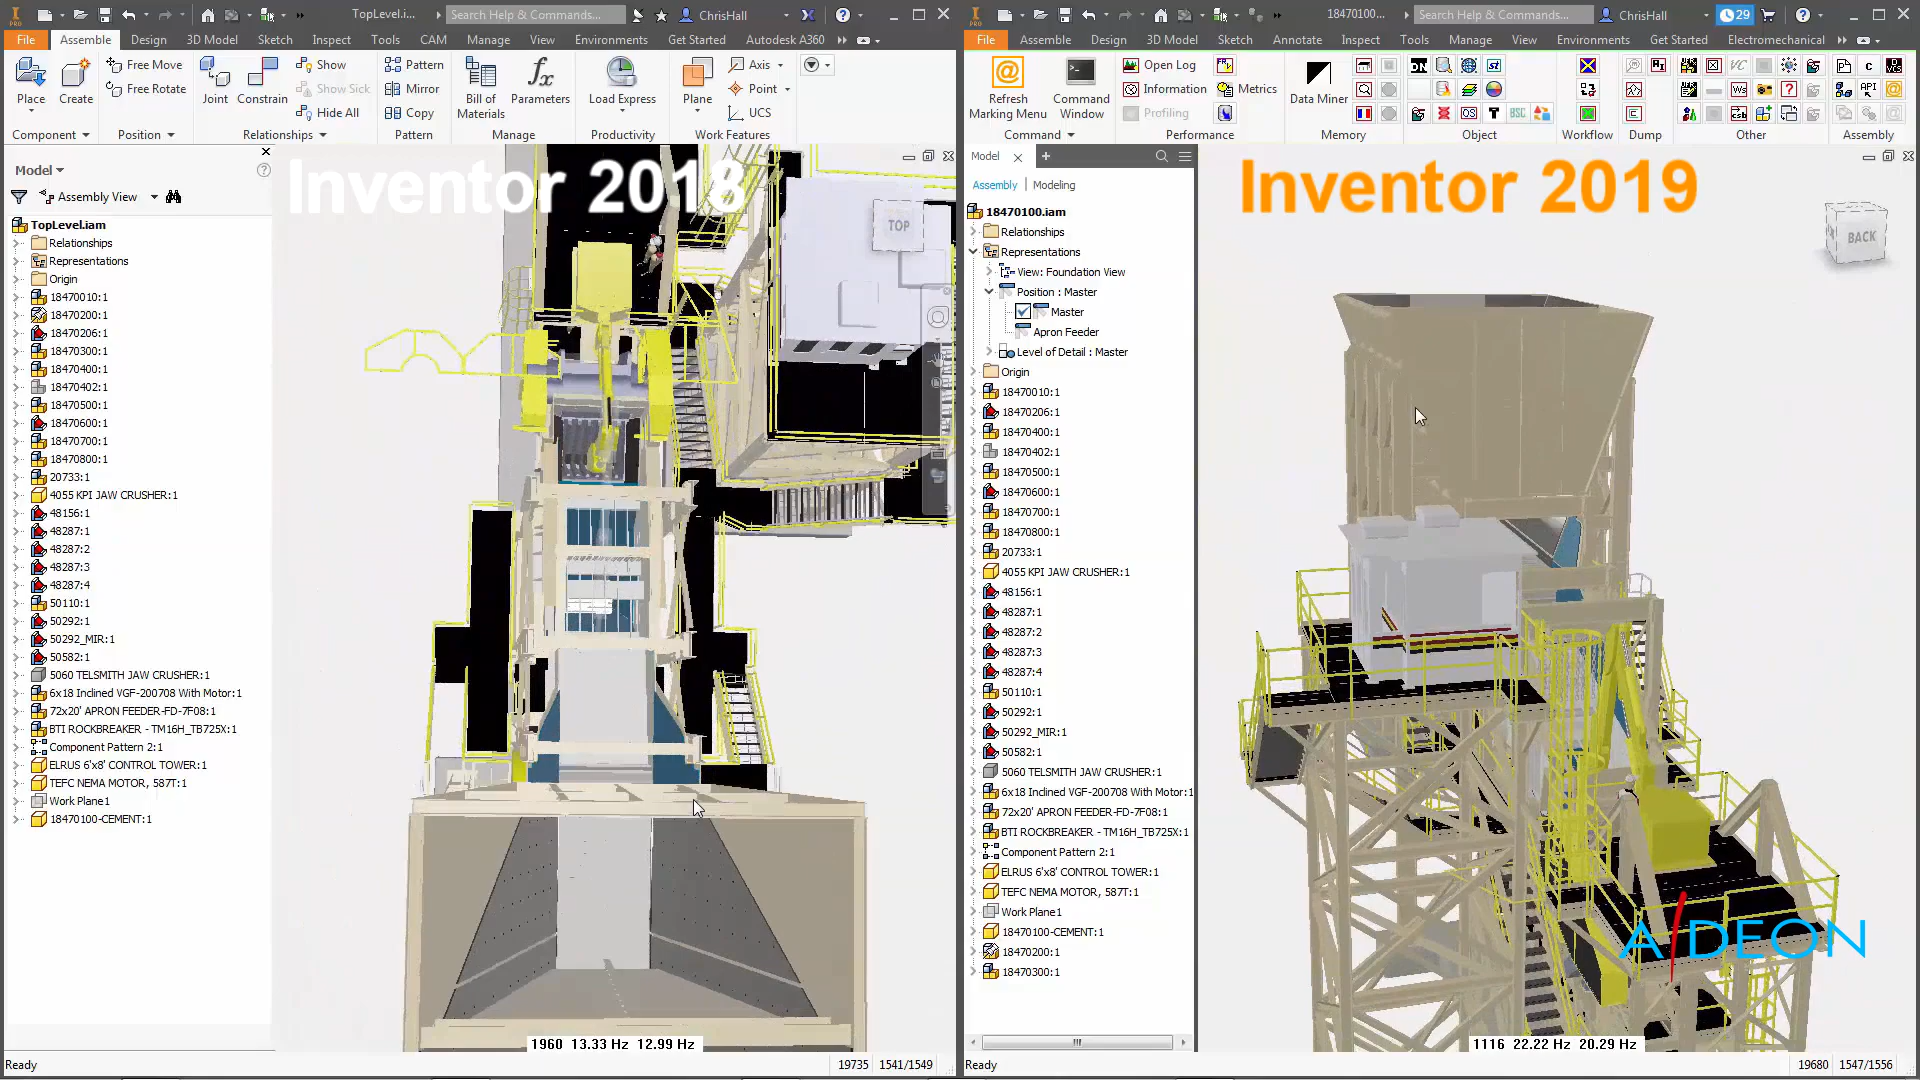 TopLevel.i...
Search Help & Commands...
ChrisHall
File Assemble Design 3D Model Sketch Inspect Tools CAM Manage View Environments Get Started Autodesk A360
Place
Create
Free Move
Free Rotate
Joint
Constrain
Show
Show Sick
Hide All
Pattern
Mirror
Copy
Bill of
Materials
Parameters
Load Express
Plane
Axis
Point
UCS
Component
Position
Relationships
Pattern
Manage
Productivity
Work Features
Model
Assembly View
TopLevel.iam
Relationships
Representations
Origin
18470010:1
18470200:1
18470206:1
18470300:1
18470400:1
18470402:1
18470500:1
18470600:1
18470700:1
18470800:1
20733:1
4055 KPI JAW CRUSHER:1
48156:1
48287:1
48287:2
48287:3
48287:4
50110:1
50292:1
50292_MIR:1
50582:1
5060 TELSMITH JAW CRUSHER:1
6x18 Inclined VGF-200708 With Motor:1
72x20' APRON FEEDER-FD-7F08:1
BTI ROCKBREAKER - TM16H_TB725X:1
Component Pattern 2:1
ELRUS 6'x8' CONTROL TOWER:1
TEFC NEMA MOTOR, 587T:1
Work Plane1
18470100-CEMENT:1
Inventor 2018
TOP
1960 13.33 Hz 12.99 Hz
Ready
19735 1541/1549
18470100...
Search Help & Commands...
ChrisHall
29
File Assemble Design 3D Model Sketch Annotate Inspect Tools Manage View Environments Get Started Electromechanical
Refresh
Marking Menu
Command
Window
Open Log
Information
Profiling
Metrics
Data Miner
Command
Performance
Memory
Object
Workflow
Dump
Other
Assembly
Model
Assembly | Modeling
18470100.iam
Relationships
Representations
View: Foundation View
Position : Master
Master
Apron Feeder
Level of Detail : Master
Origin
18470010:1
18470206:1
18470400:1
18470402:1
18470500:1
18470600:1
18470700:1
18470800:1
20733:1
4055 KPI JAW CRUSHER:1
48156:1
48287:1
48287:2
48287:3
48287:4
50110:1
50292:1
50292_MIR:1
50582:1
5060 TELSMITH JAW CRUSHER:1
6x18 Inclined VGF-200708 With Motor:1
72x20' APRON FEEDER-FD-7F08:1
BTI ROCKBREAKER - TM16H_TB725X:1
Component Pattern 2:1
ELRUS 6'x8' CONTROL TOWER:1
TEFC NEMA MOTOR, 587T:1
Work Plane1
18470100-CEMENT:1
18470200:1
18470300:1
Inventor 2019
BACK
A/DEON
1116 22.22 Hz 20.29 Hz
Ready
19680 1547/1556